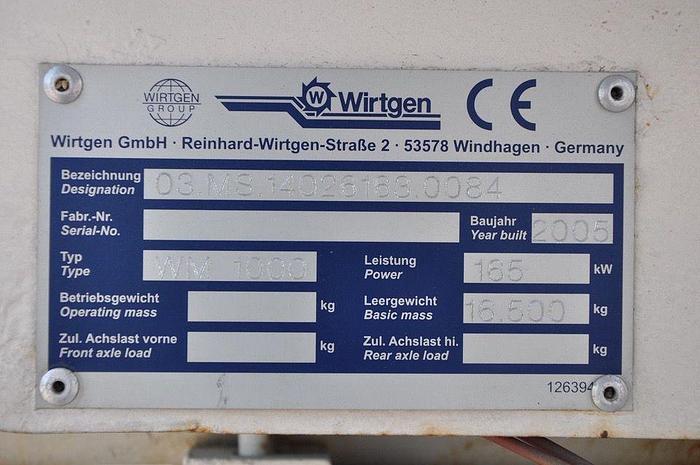 WIRTGEN GROUP
W Wirtgen CE
Wirtgen GmbH · Reinhard-Wirtgen-Straße 2 · 53578 Windhagen · Germany
Bezeichnung 03.MS.14026163.0084
Designation
Fabr.-Nr. Baujahr 2005
Serial-No. Year built
Typ WM 1000 Leistung 165 kW
Type Power
Betriebsgewicht kg Leergewicht 16.500 kg
Operating mass Basic mass
Zul. Achslast vorne kg Zul. Achslast hi. kg
Front axle load Rear axle load
126394